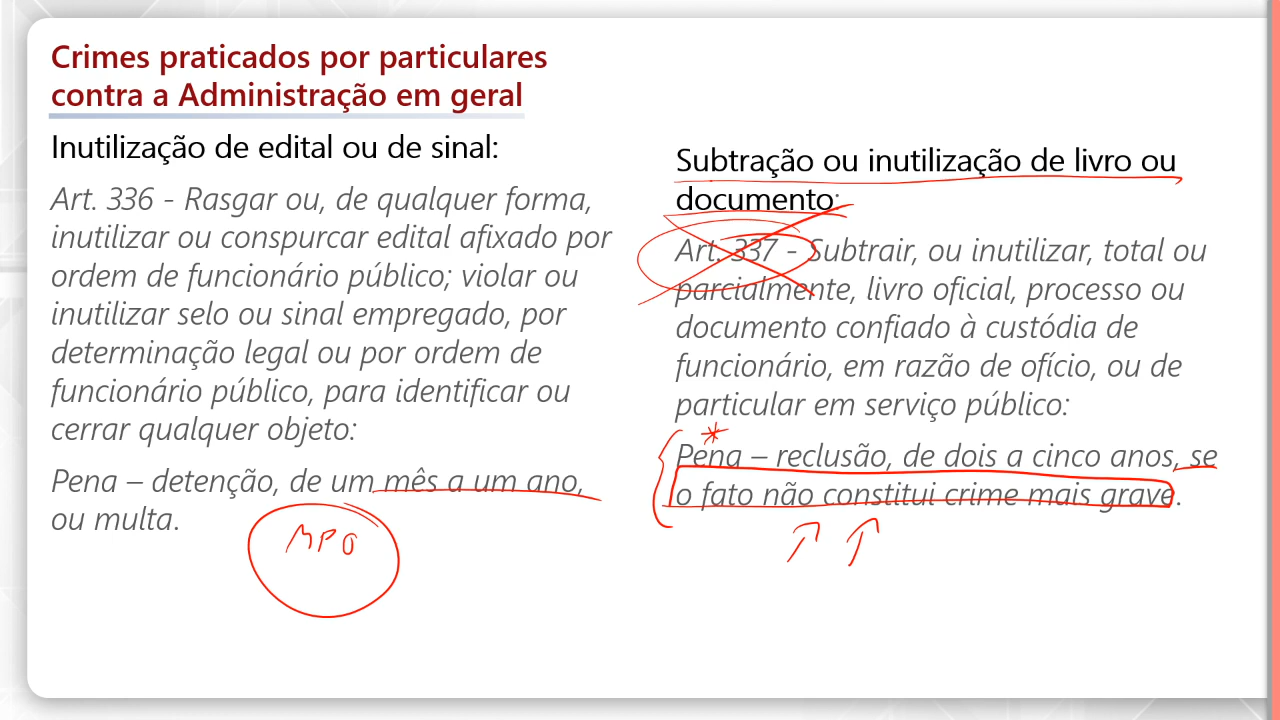 Crimes praticados por particulares
contra a Administração em geral
Inutilização de edital ou de sinal:
Art. 336 - Rasgar ou, de qualquer forma,
inutilizar ou conspurcar edital afixado por
ordem de funcionário público; violar ou
inutilizar selo ou sinal empregado, por
determinação legal ou por ordem de
funcionário público, para identificar ou
cerrar qualquer objeto:
Pena – detenção, de um mês a um ano,
ou multa.
MPO
Subtração ou inutilização de livro ou
documento:
Art. 337 - Subtrair, ou inutilizar, total ou
parcialmente, livro oficial, processo ou
documento confiado à custódia de
funcionário, em razão de ofício, ou de
particular em serviço público:
Pena – reclusão, de dois a cinco anos, se
o fato não constitui crime mais grave.